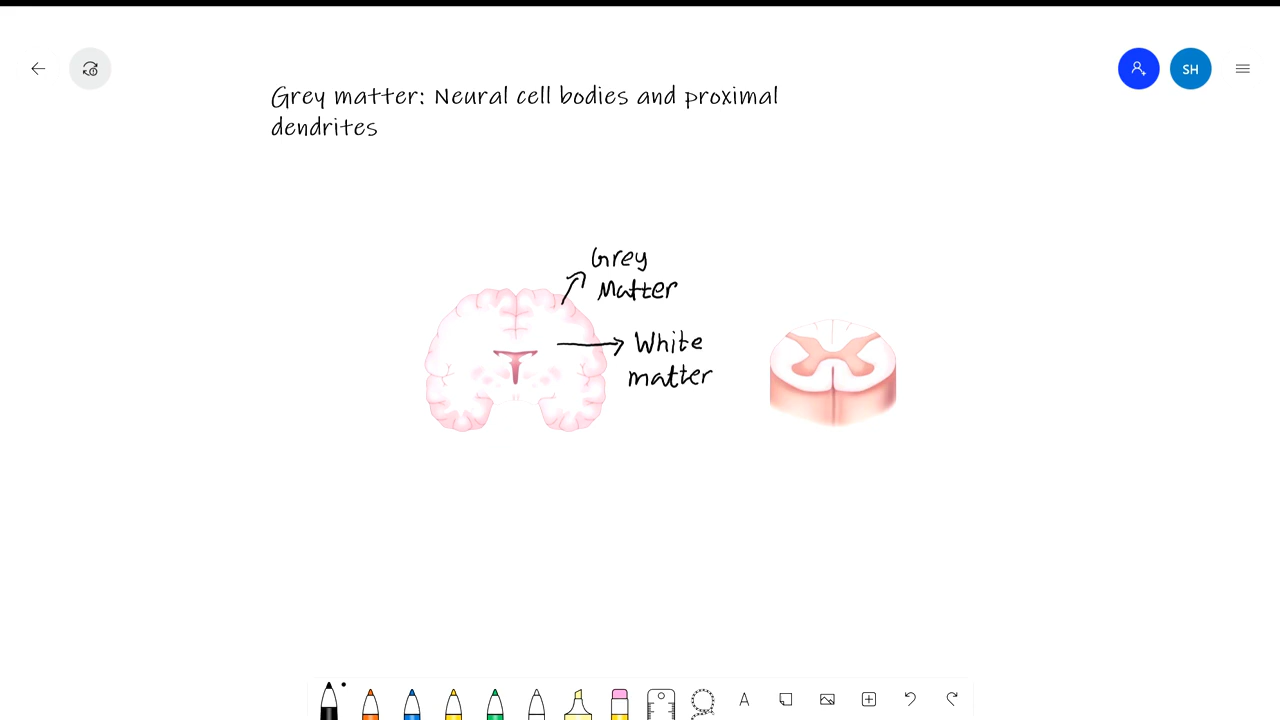 SH
Grey matter: Neural cell bodies and proximal
dendrites
Grey
Matter
White
matter
A